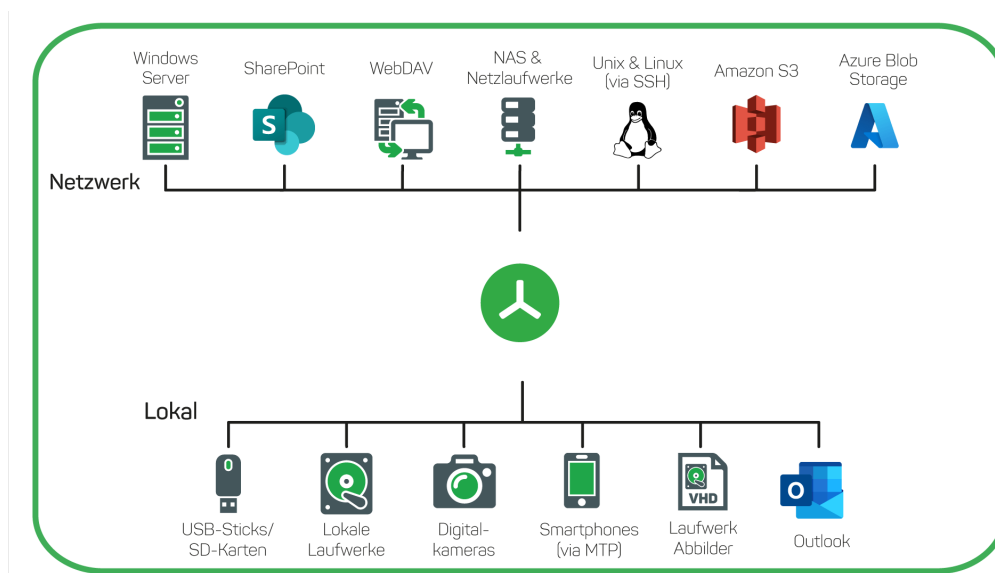 Windows
Server
SharePoint
WebDAV
NAS &
Netzlaufwerke
Unix & Linux
(via SSH)
Amazon S3
Azure Blob
Storage
S
Netzwerk
Lokal
VHD
O
USB-Sticks/
SD-Karten
Lokale
Laufwerke
Digital-
kameras
Smartphones
(via MTP)
Laufwerk
Abbilder
Outlook